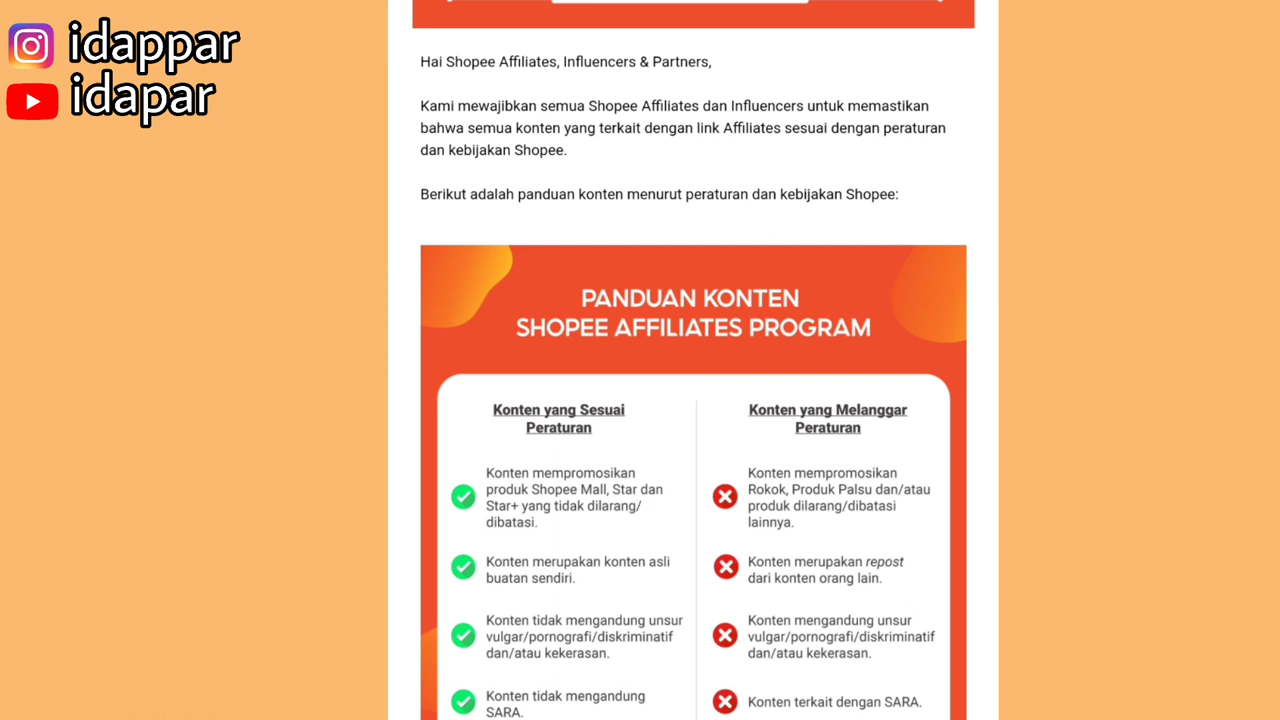 idappar
idapar
Hai Shopee Affiliates, Influencers & Partners,
Kami mewajibkan semua Shopee Affiliates dan Influencers untuk memastikan
bahwa semua konten yang terkait dengan link Affiliates sesuai dengan peraturan
dan kebijakan Shopee.
Berikut adalah panduan konten menurut peraturan dan kebijakan Shopee:
PANDUAN KONTEN
SHOPEE AFFILIATES PROGRAM
Konten yang Sesuai
Peraturan
Konten mempromosikan
produk Shopee Mall, Star dan
Star+ yang tidak dilarang/
dibatasi.
Konten merupakan konten asli
buatan sendiri.
Konten tidak mengandung unsur
vulgar/pornografi/diskriminatif
dan/atau kekerasan.
Konten tidak mengandung
SARA.
Konten yang Melanggar
Peraturan
Konten mempromosikan
Rokok, Produk Palsu dan/atau
produk dilarang/dibatasi
lainnya.
Konten merupakan repost
dari konten orang lain.
Konten mengandung unsur
vulgar/pornografi/diskriminatif
dan/atau kekerasan.
Konten terkait dengan SARA.